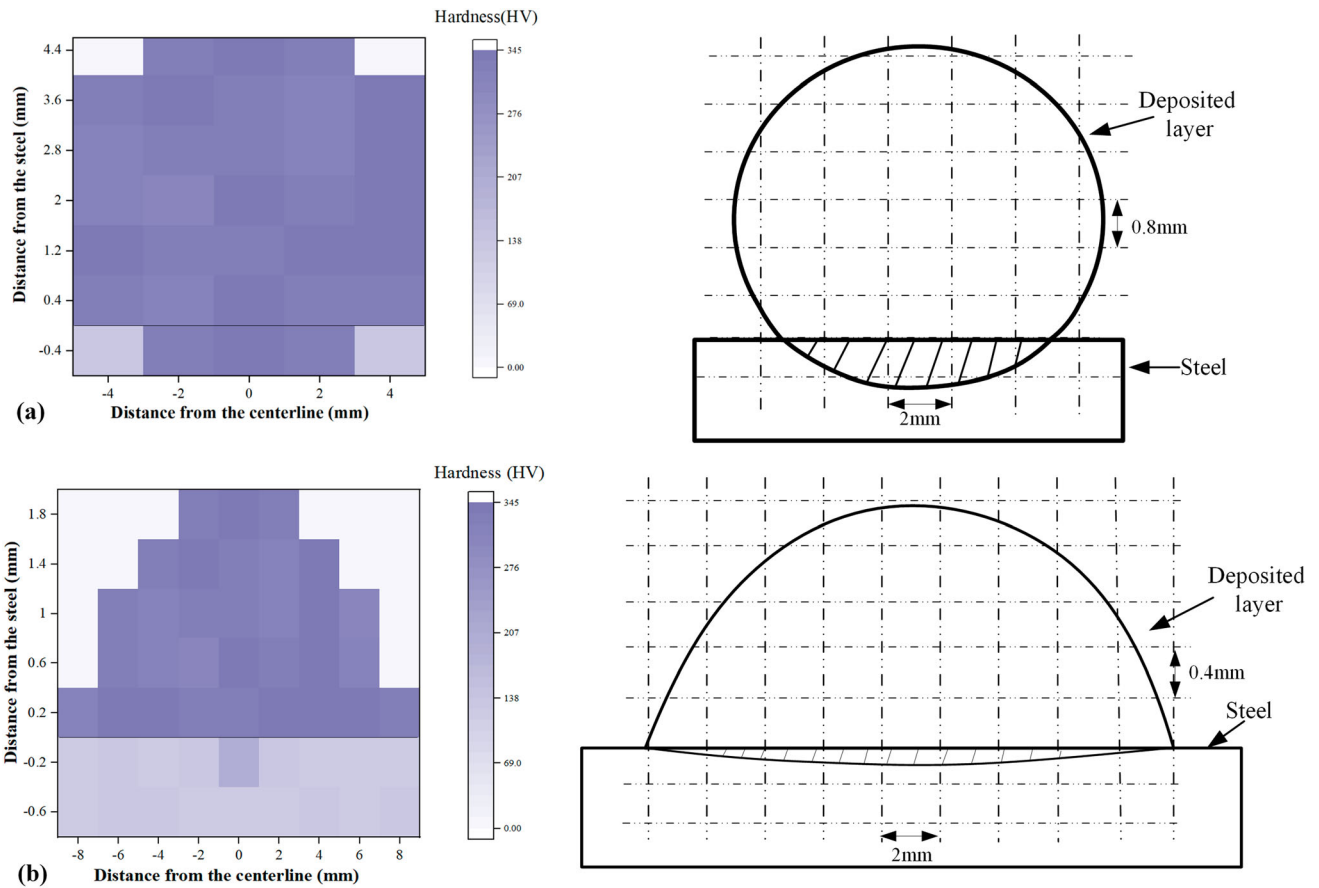 Hardness(HV)
4.4
3.6
2.8
2
1.2
0.4
-0.4
Distance from the steel (mm)
-4
-2
0
2
4
Distance from the centerline (mm)
(a)
345
276
207
138
69.0
0.00
Deposited
layer
0.8mm
Steel
2mm
Hardness (HV)
1.8
1.4
1
0.6
0.2
-0.2
-0.6
Distance from the steel (mm)
-8
-6
-4
-2
0
2
4
6
8
Distance from the centerline (mm)
(b)
345
276
207
138
69.0
0.00
Deposited
layer
0.4mm
Steel
2mm